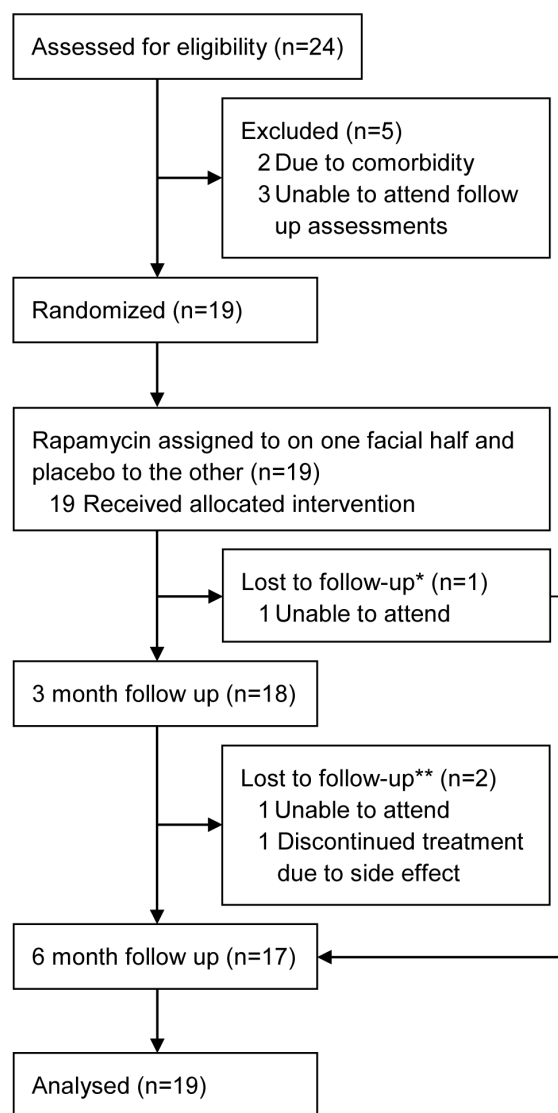 Assessed for eligibility (n=24)
Excluded (n=5)
2 Due to comorbidity
3 Unable to attend follow
up assessments
Randomized (n=19)
Rapamycin assigned to on one facial half and
placebo to the other (n=19)
19 Received allocated intervention
Lost to follow-up* (n=1)
1 Unable to attend
3 month follow up (n=18)
Lost to follow-up** (n=2)
1 Unable to attend
1 Discontinued treatment
due to side effect
6 month follow up (n=17)
Analysed (n=19)